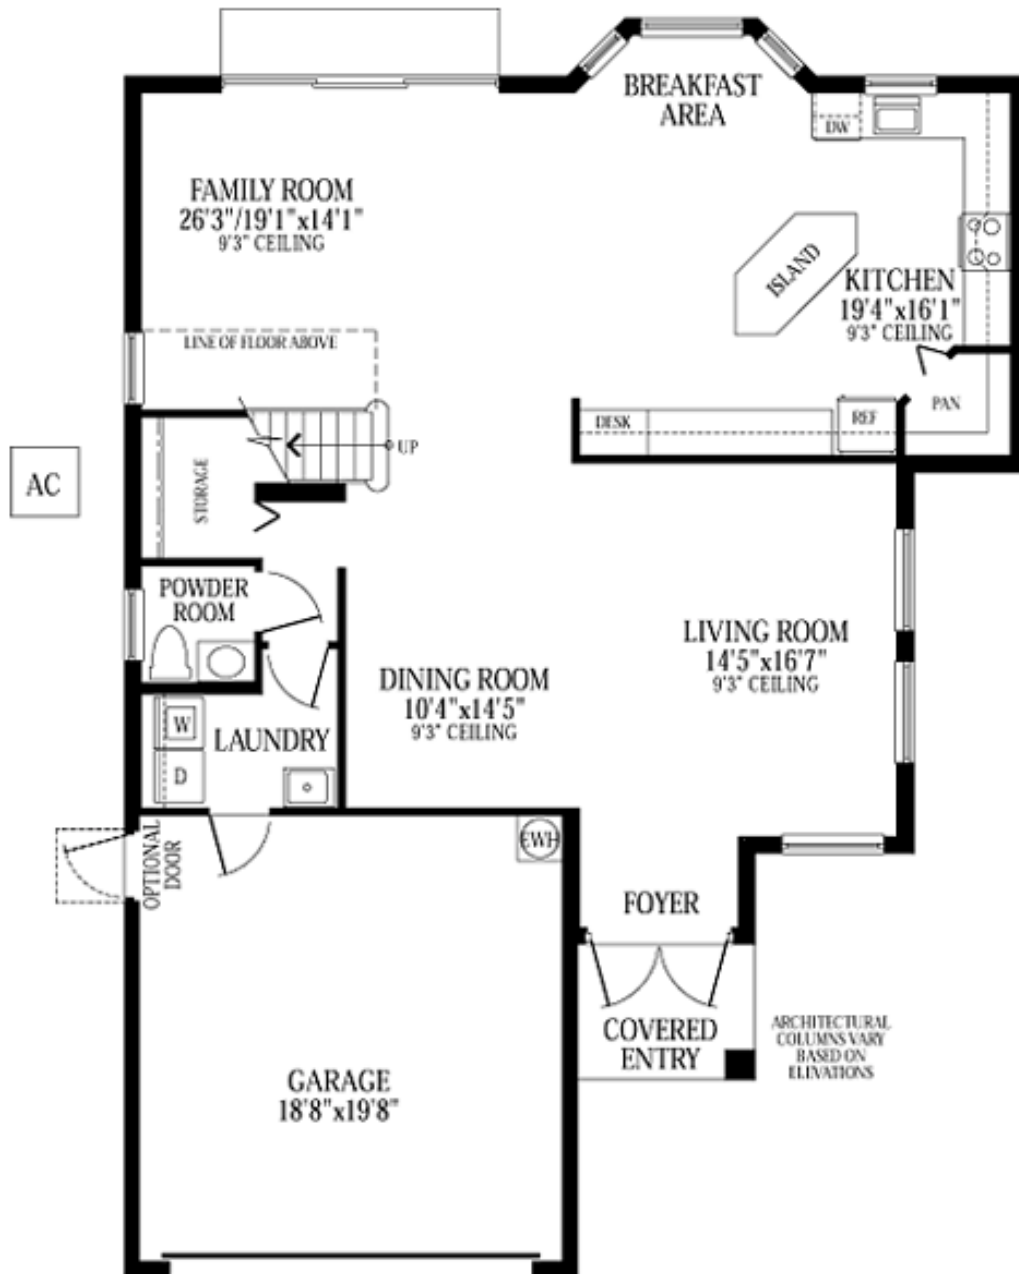 BREAKFAST
AREA
DW
FAMILY ROOM
26'3"/19'1"x14'1"
9'3" CEILING
ISLAND
KITCHEN
19'4"x16'1"
9'3" CEILING
LINE OF FLOOR ABOVE
PAN
DESK
REF
UP
AC
STORAGE
POWDER
ROOM
LIVING ROOM
14'5"x16'7"
9'3" CEILING
DINING ROOM
10'4"x14'5"
9'3" CEILING
W
LAUNDRY
D
OPTIONAL
DOOR
EWH
FOYER
COVERED
ENTRY
ARCHITECTURAL
COLUMNS VARY
BASED ON
ELEVATIONS
GARAGE
18'8"x19'8"